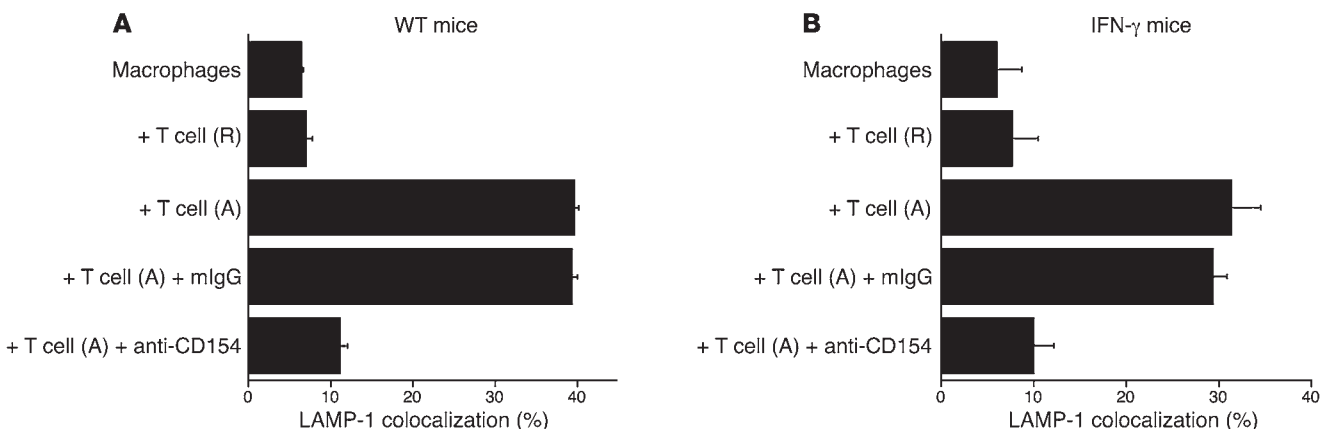 A
WT mice
Macrophages
+ T cell (R)
+ T cell (A)
+ T cell (A) + mIgG
+ T cell (A) + anti-CD154
0
10
20
30
40
LAMP-1 colocalization (%)
B
IFN-γ mice
Macrophages
+ T cell (R)
+ T cell (A)
+ T cell (A) + mIgG
+ T cell (A) + anti-CD154
0
10
20
30
40
LAMP-1 colocalization (%)